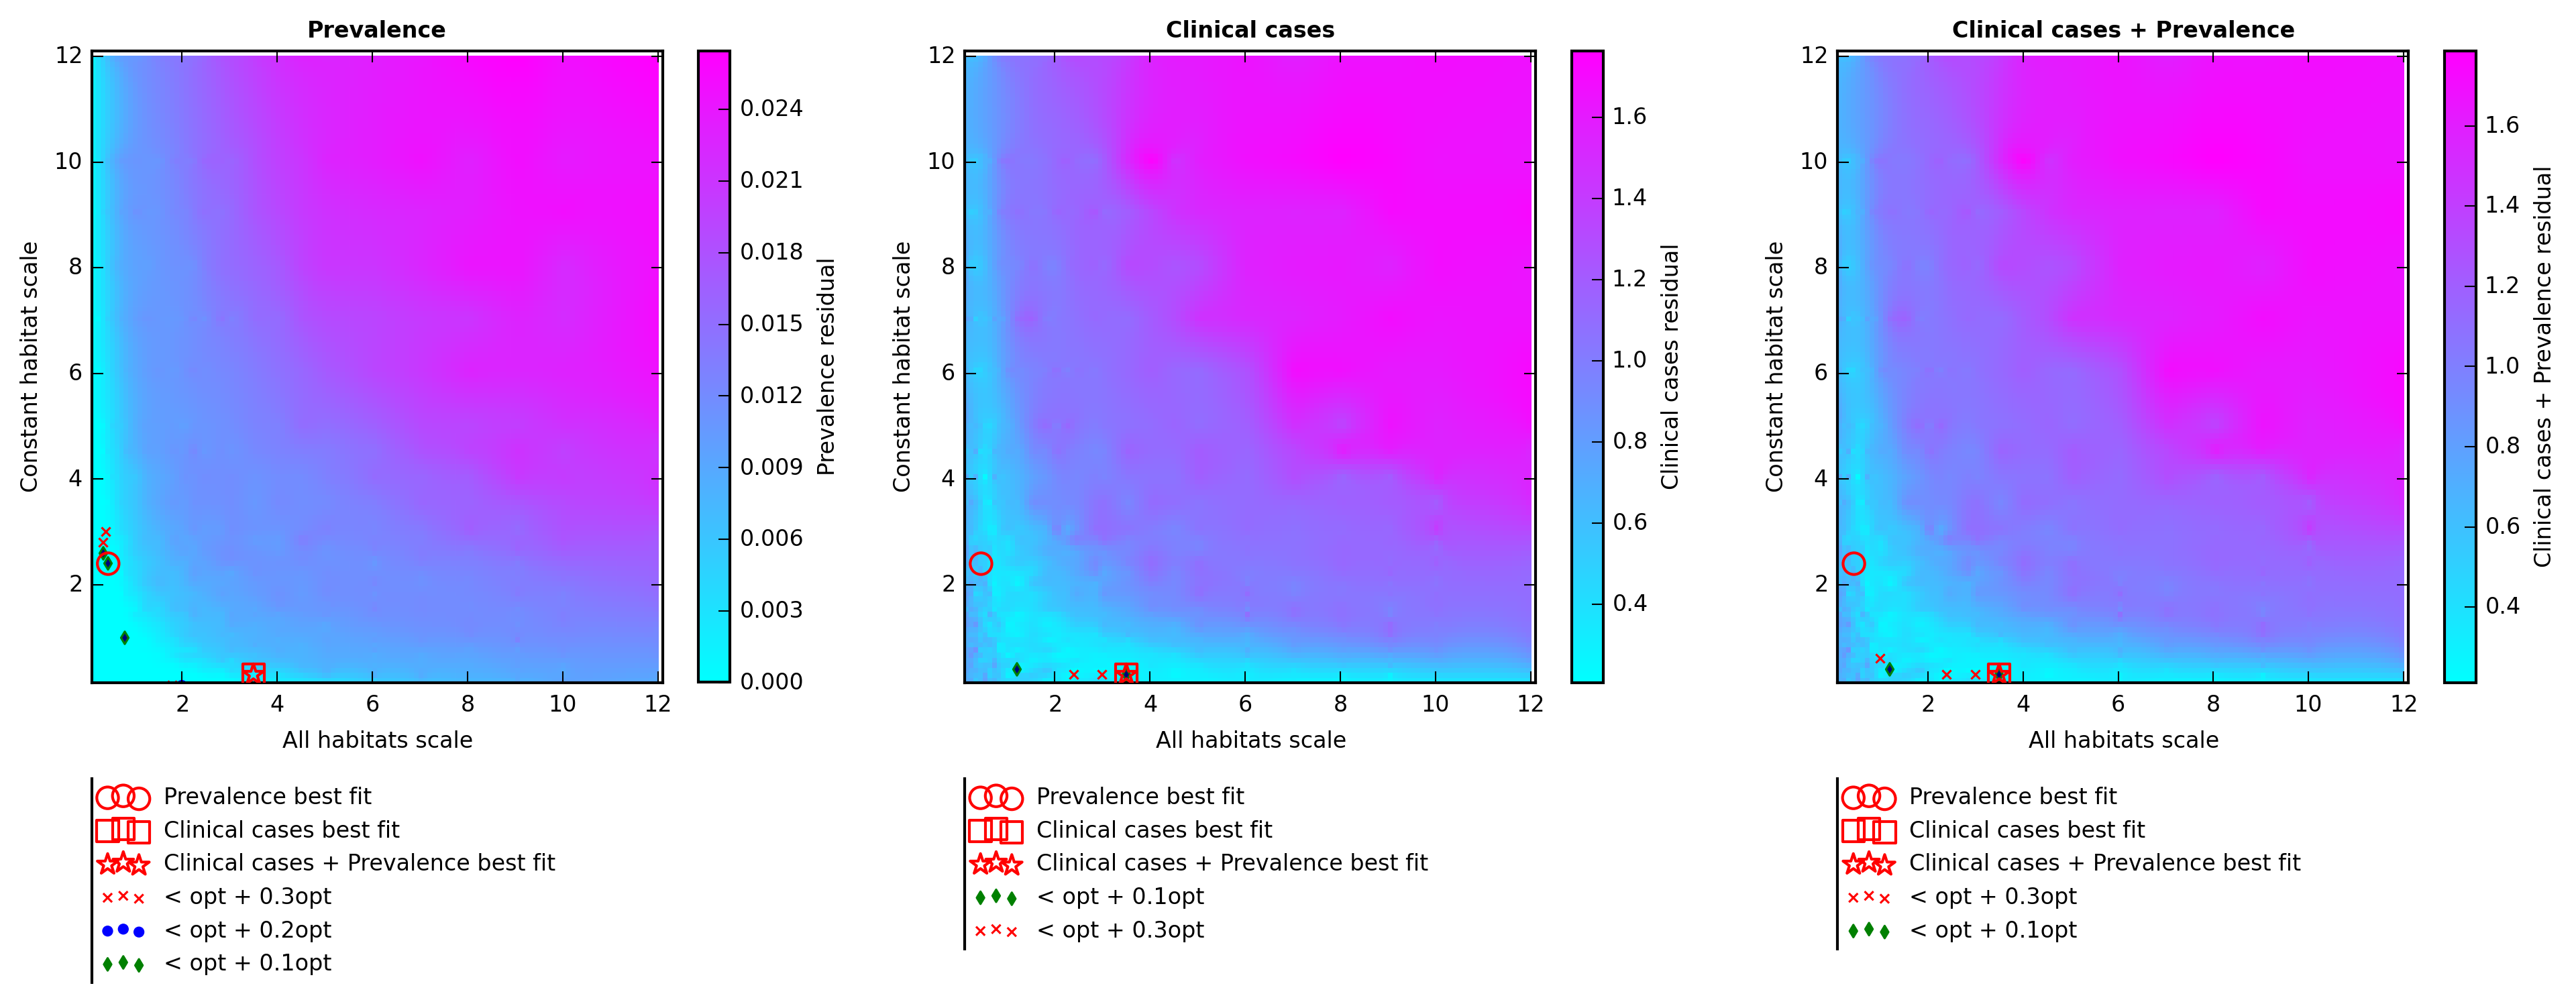 Prevalence
12
10
8
6
4
2
2 4 6 8 10 12
Constant habitat scale
All habitats scale
0.024
0.021
0.018
0.015
0.012
0.009
0.006
0.003
0.000
Prevalence residual
Prevalence best fit
Clinical cases best fit
Clinical cases + Prevalence best fit
< opt + 0.3opt
< opt + 0.2opt
< opt + 0.1opt
Clinical cases
12
10
8
6
4
2
2 4 6 8 10 12
Constant habitat scale
All habitats scale
1.6
1.4
1.2
1.0
0.8
0.6
0.4
Clinical cases residual
Prevalence best fit
Clinical cases best fit
Clinical cases + Prevalence best fit
< opt + 0.1opt
< opt + 0.3opt
Clinical cases + Prevalence
12
10
8
6
4
2
2 4 6 8 10 12
Constant habitat scale
All habitats scale
1.6
1.4
1.2
1.0
0.8
0.6
0.4
Clinical cases + Prevalence residual
Prevalence best fit
Clinical cases best fit
Clinical cases + Prevalence best fit
< opt + 0.3opt
< opt + 0.1opt